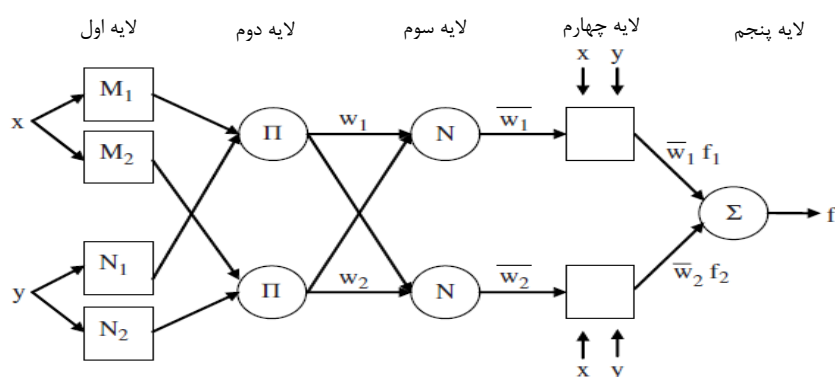 لایه اول لایه دوم لایه سوم لایه چهارم لایه پنجم
x y
M₁
x
Π w₁ N w̅₁
M₂
w̅₁ f₁
Σ f
N₁
w̅₂ f₂
y
Π w₂ N w̅₂
N₂
x y